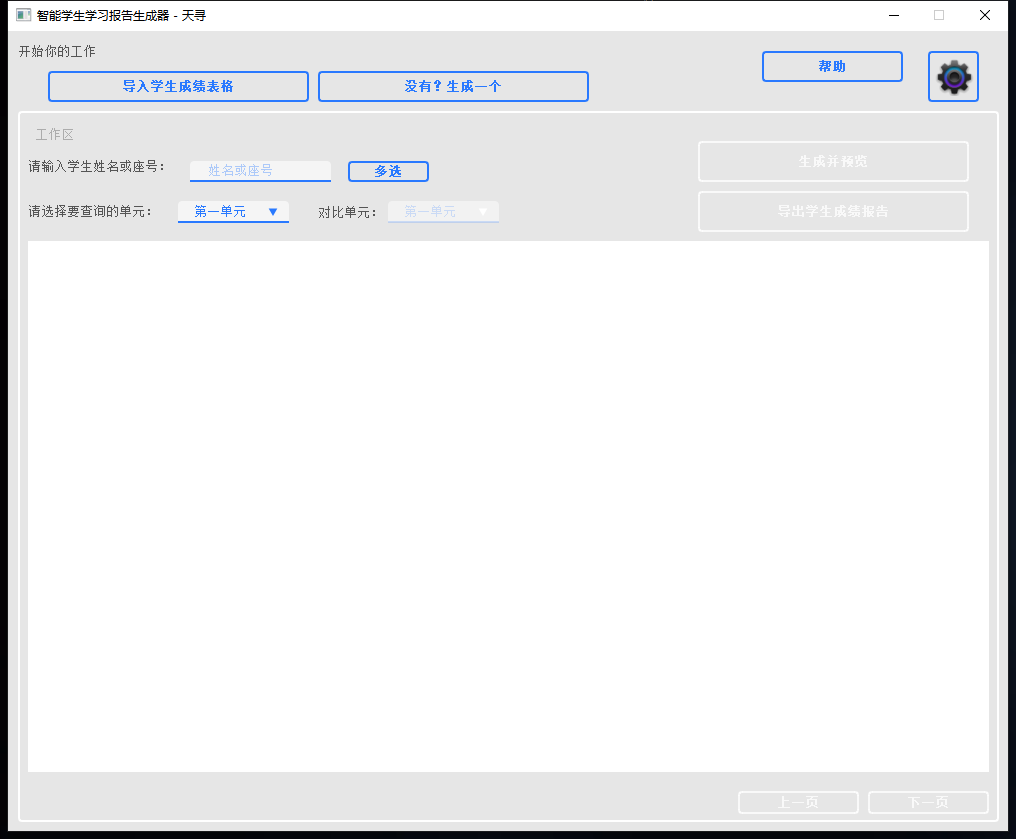 智能学生学习报告生成器 - 天寻
开始你的工作
导入学生成绩表格
没有？生成一个
帮助
工作区
请输入学生姓名或座号：
姓名或座号
多选
生成并预览
请选择要查询的单元：
第一单元
对比单元：
第一单元
导出学生成绩报告
上一页
下一页